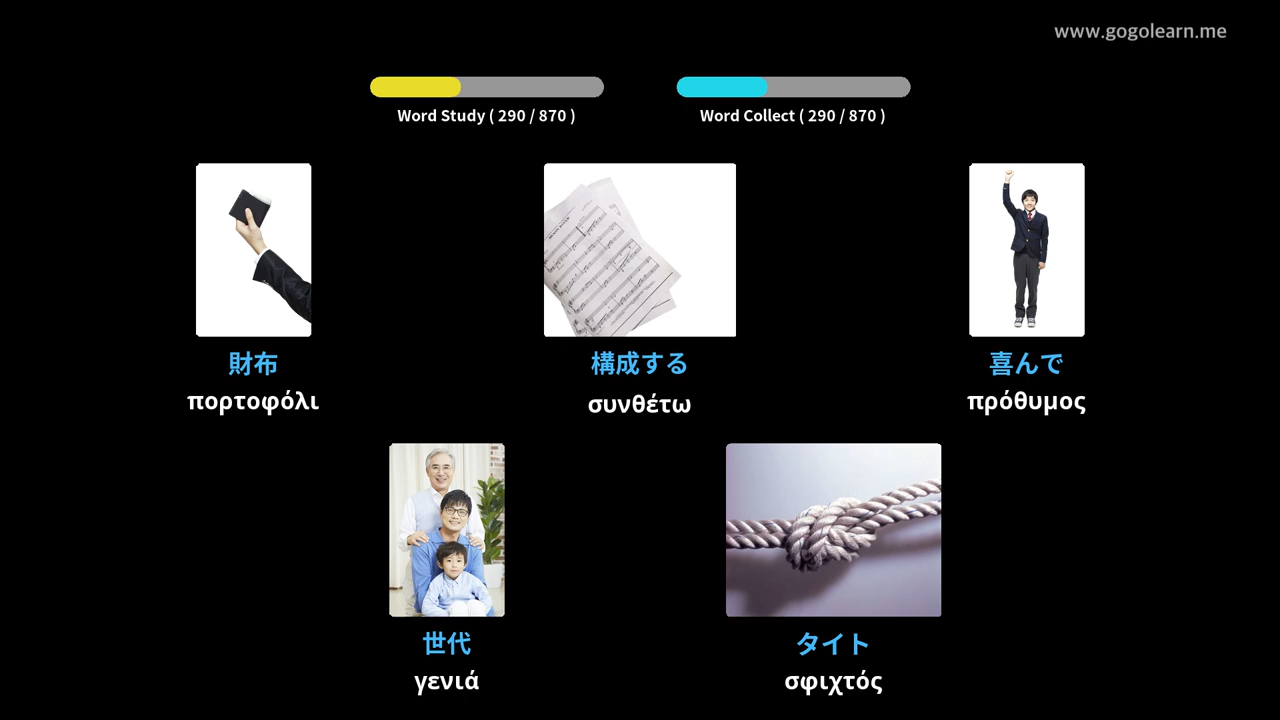 www.gogolearn.me
Word Study ( 290 / 870 )
Word Collect ( 290 / 870 )
財布
πορτοφόλι
構成する
συνθέτω
喜んで
πρόθυμος
世代
γενιά
タイト
σφιχτός